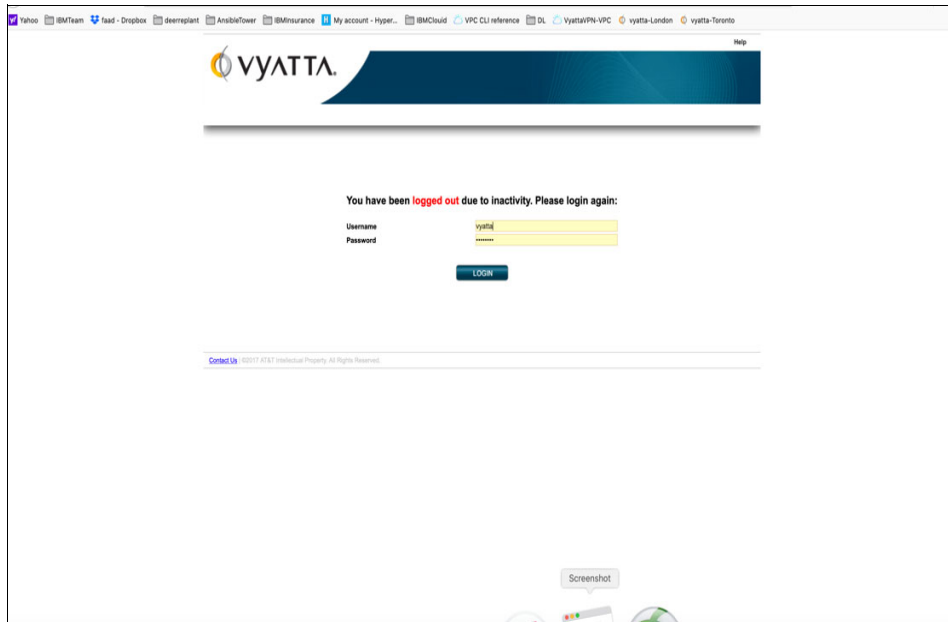 Yahoo IBMTeam faad - Dropbox deerreplant AnsibleTower IBMInsurance H My account - Hyper... IBMClouid VPC CLI reference DL VyattaVPN-VPC vyatta-London vyatta-Toronto
Help
VYATTA.
You have been logged out due to inactivity. Please login again:
Username vyatta
Password ••••••••
LOGIN
Contact Us | ©2017 AT&T Intellectual Property. All Rights Reserved.
Screenshot